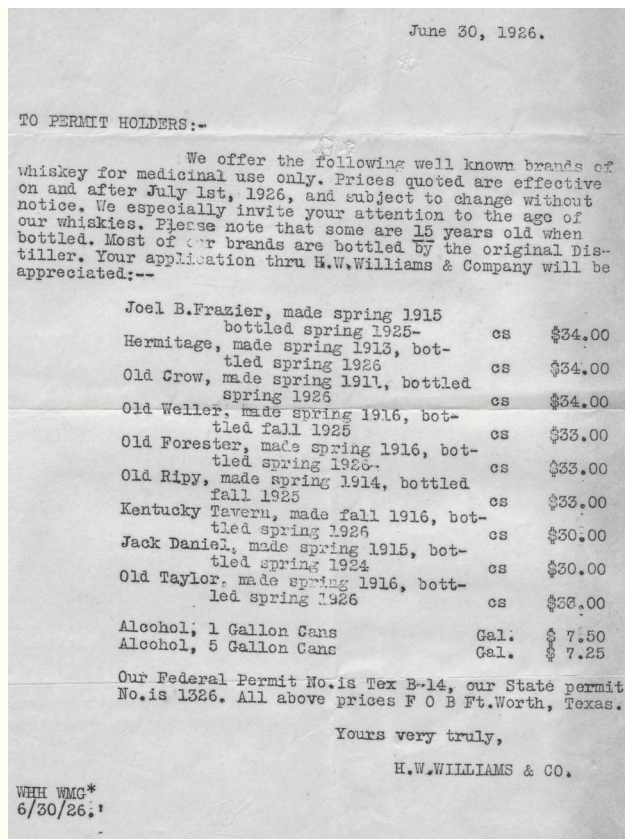 June 30, 1926.
TO PERMIT HOLDERS:-
We offer the following well known brands of
whiskey for medicinal use only. Prices quoted are effective
on and after July 1st, 1926, and subject to change without
notice. We especially invite your attention to the age of
our whiskies. Please note that some are 15 years old when
bottled. Most of our brands are bottled by the original Dis-
tiller. Your application thru H.W.Williams & Company will be
appreciated:--
Joel B.Frazier, made spring 1915
bottled spring 1925- cs $34.00
Hermitage, made spring 1913, bot-
tled spring 1926 cs $34.00
Old Crow, made spring 1911, bottled
spring 1926 cs $34.00
Old Weller, made spring 1916, bot-
tled fall 1925 cs $33.00
Old Forester, made spring 1916, bot-
tled spring 1926- cs $33.00
Old Ripy, made spring 1914, bottled
fall 1925 cs $33.00
Kentucky Tavern, made fall 1916, bot-
tled spring 1926 cs $30.00
Jack Daniel, made spring 1915, bot-
tled spring 1924 cs $30.00
Old Taylor, made spring 1916, bott-
led spring 1926 cs
Alcohol, 1 Gallon Cans Gal. $ 7.50
Alcohol, 5 Gallon Cans Gal. $ 7.25
Our Federal Permit No.is Tex B-14, our State permit
No.is 1326. All above prices F O B Ft.Worth, Texas.
Yours very truly,
H.W.WILLIAMS & CO.
WHH WMG*
6/30/26.'